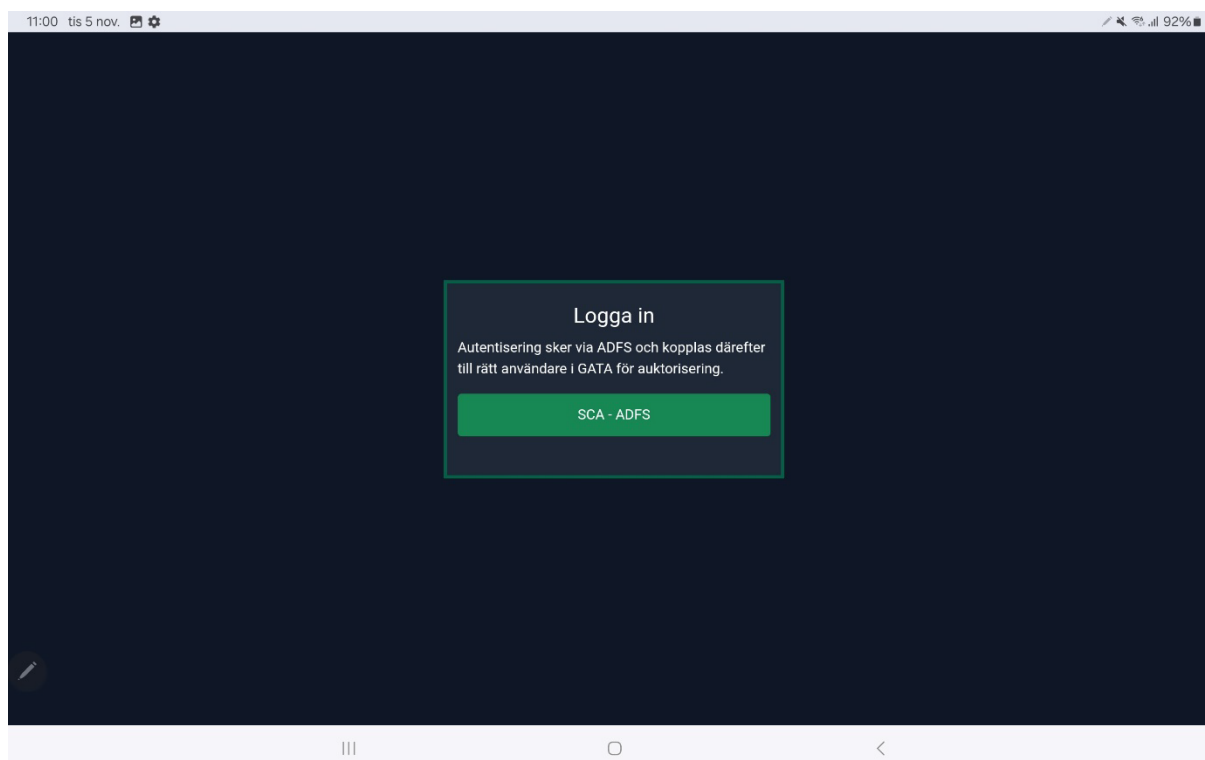 11:00 tis 5 nov. 92%
Logga in
Autentisering sker via ADFS och kopplas därefter
till rätt användare i GATA för auktorisering.
SCA - ADFS